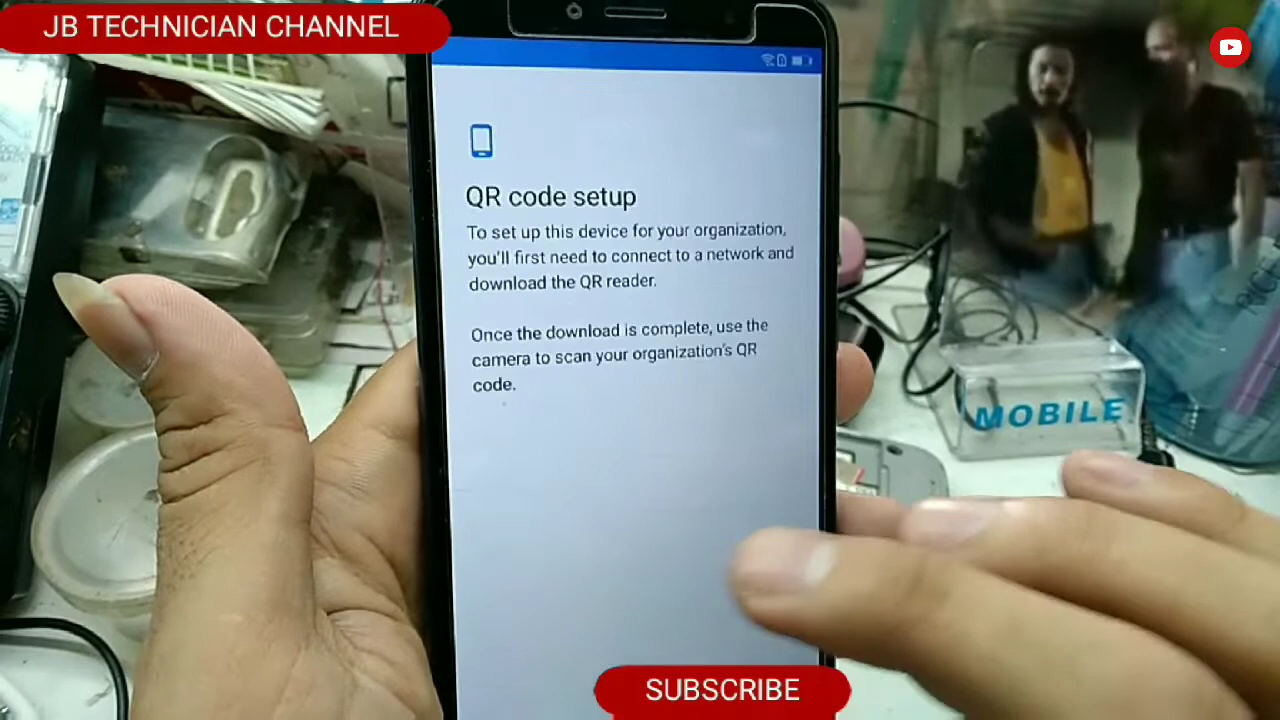 JB TECHNICIAN CHANNEL
QR code setup
To set up this device for your organization,
you'll first need to connect to a network and
download the QR reader.
Once the download is complete, use the
camera to scan your organization's QR
code.
MOBILE
SUBSCRIBE